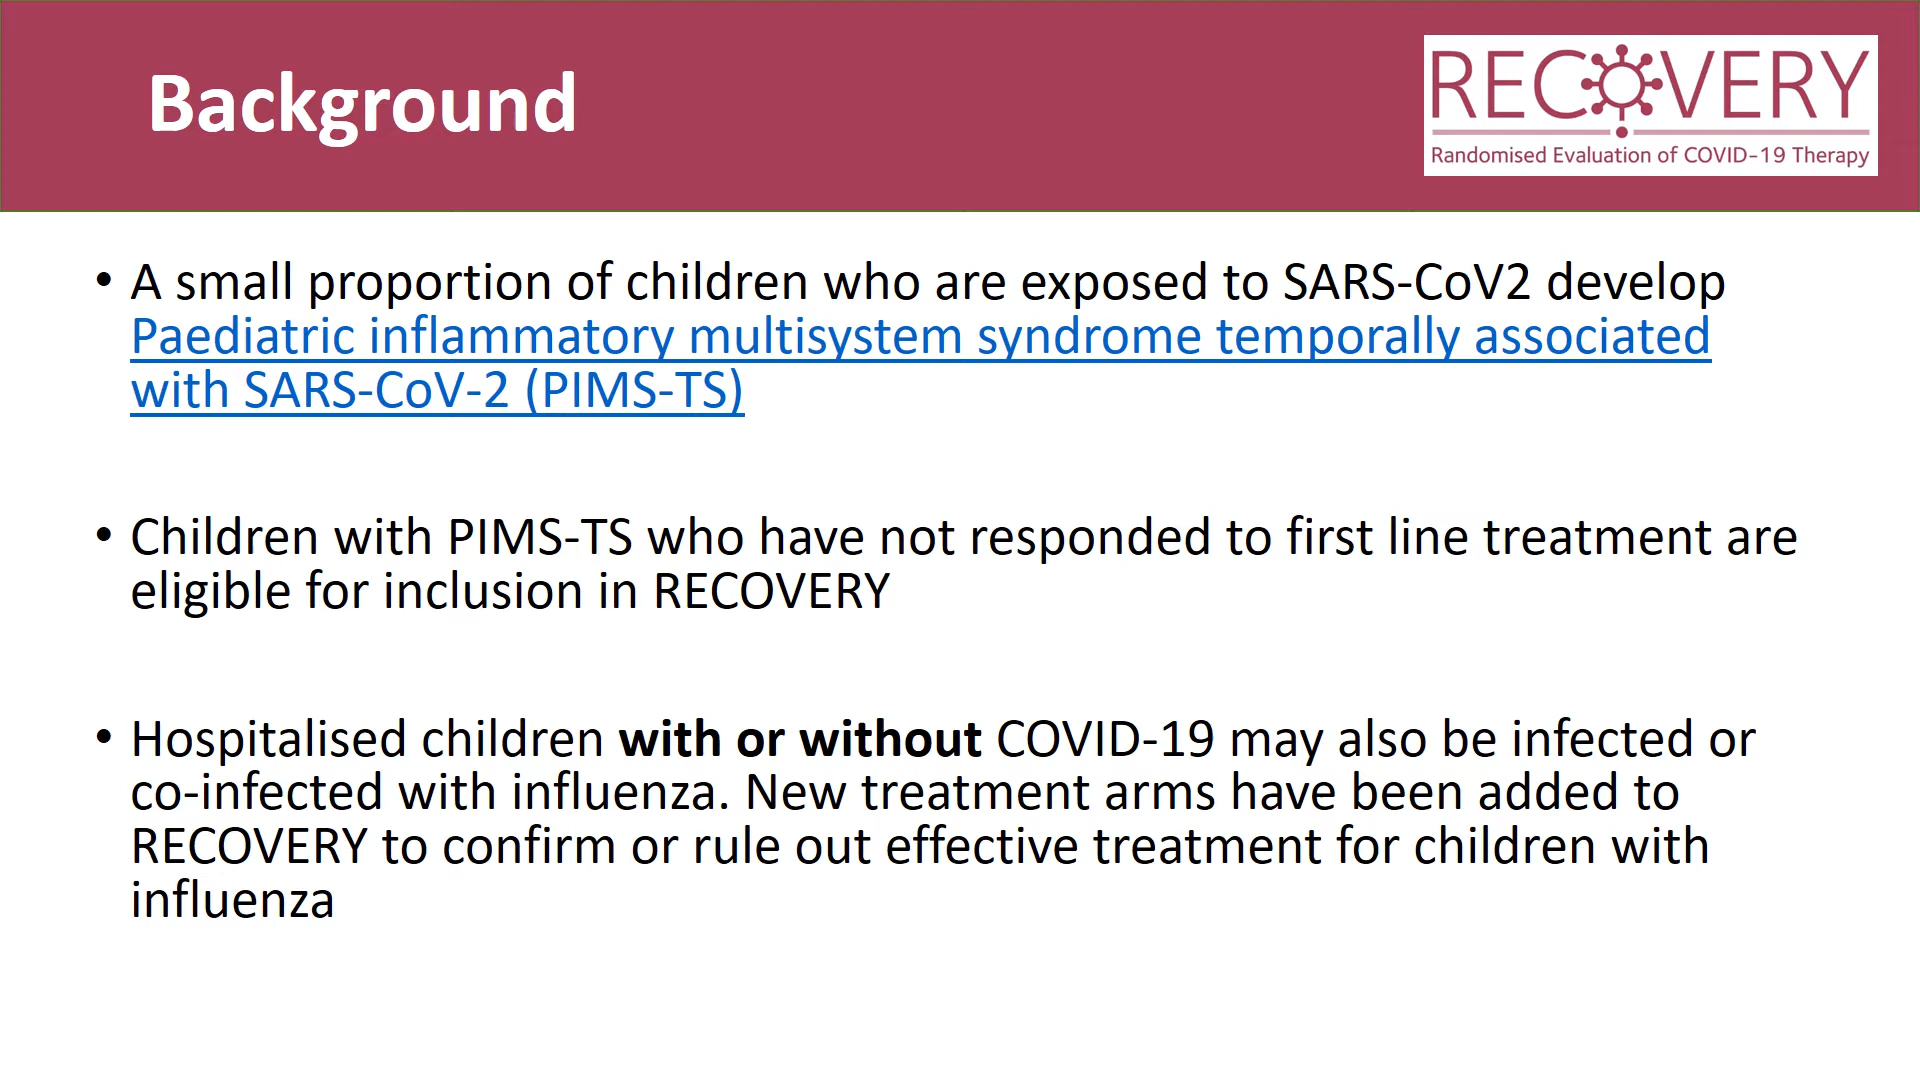 Background
RECOVERY
Randomised Evaluation of COVID-19 Therapy
• A small proportion of children who are exposed to SARS-CoV2 develop
Paediatric inflammatory multisystem syndrome temporally associated
with SARS-CoV-2 (PIMS-TS)
• Children with PIMS-TS who have not responded to first line treatment are
eligible for inclusion in RECOVERY
• Hospitalised children with or without COVID-19 may also be infected or
co-infected with influenza. New treatment arms have been added to
RECOVERY to confirm or rule out effective treatment for children with
influenza